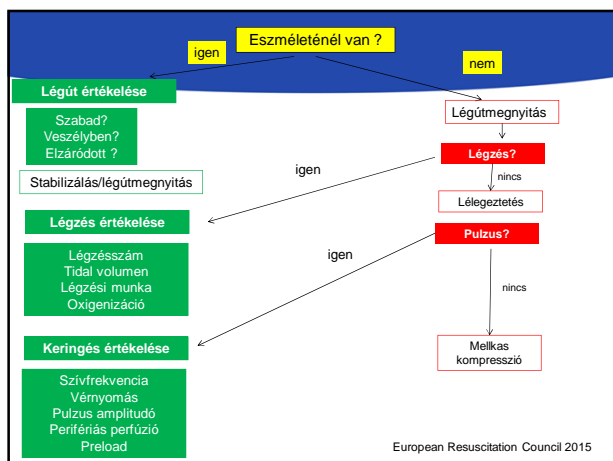 Eszméleténél van ?
igen
nem
Légút értékelése
Szabad?
Veszélyben?
Elzáródott ?
Stabilizálás/légútmegnyitás
Légútmegnyitás
Légzés?
igen
nincs
Lélegeztetés
Légzés értékelése
Légzésszám
Tidal volumen
Légzési munka
Oxigenizáció
Pulzus?
igen
nincs
Keringés értékelése
Szívfrekvencia
Vérnyomás
Pulzus amplitudó
Perifériás perfúzió
Preload
Mellkas
kompresszió
European Resuscitation Council 2015